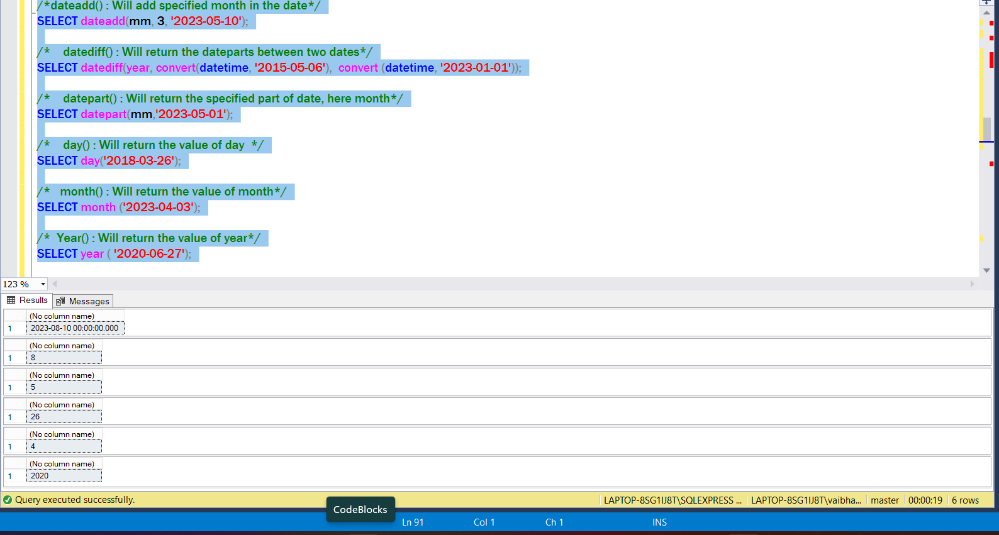 /*dateadd() : Will add specified month in the date*/
SELECT dateadd(mm, 3, '2023-05-10');
/* datediff() : Will return the dateparts between two dates*/
SELECT datediff(year, convert(datetime, '2015-05-06'), convert (datetime, '2023-01-01'));
/* datepart() : Will return the specified part of date, here month*/
SELECT datepart(mm,'2023-05-01');
/* day() : Will return the value of day */
SELECT day('2018-03-26');
/* month() : Will return the value of month*/
SELECT month ('2023-04-03');
/* Year() : Will return the value of year*/
SELECT year ( '2020-06-27');
123 %
Results Messages
(No column name)
1 2023-08-10 00:00:00.000
(No column name)
1 8
(No column name)
1 5
(No column name)
1 26
(No column name)
1 4
(No column name)
1 2020
Query executed successfully. LAPTOP-8SG1IJ8T\SQLEXPRESS ... LAPTOP-8SG1IJ8T\vaibha... master 00:00:19 6 rows
CodeBlocks
Ln 91 Col 1 Ch 1 INS